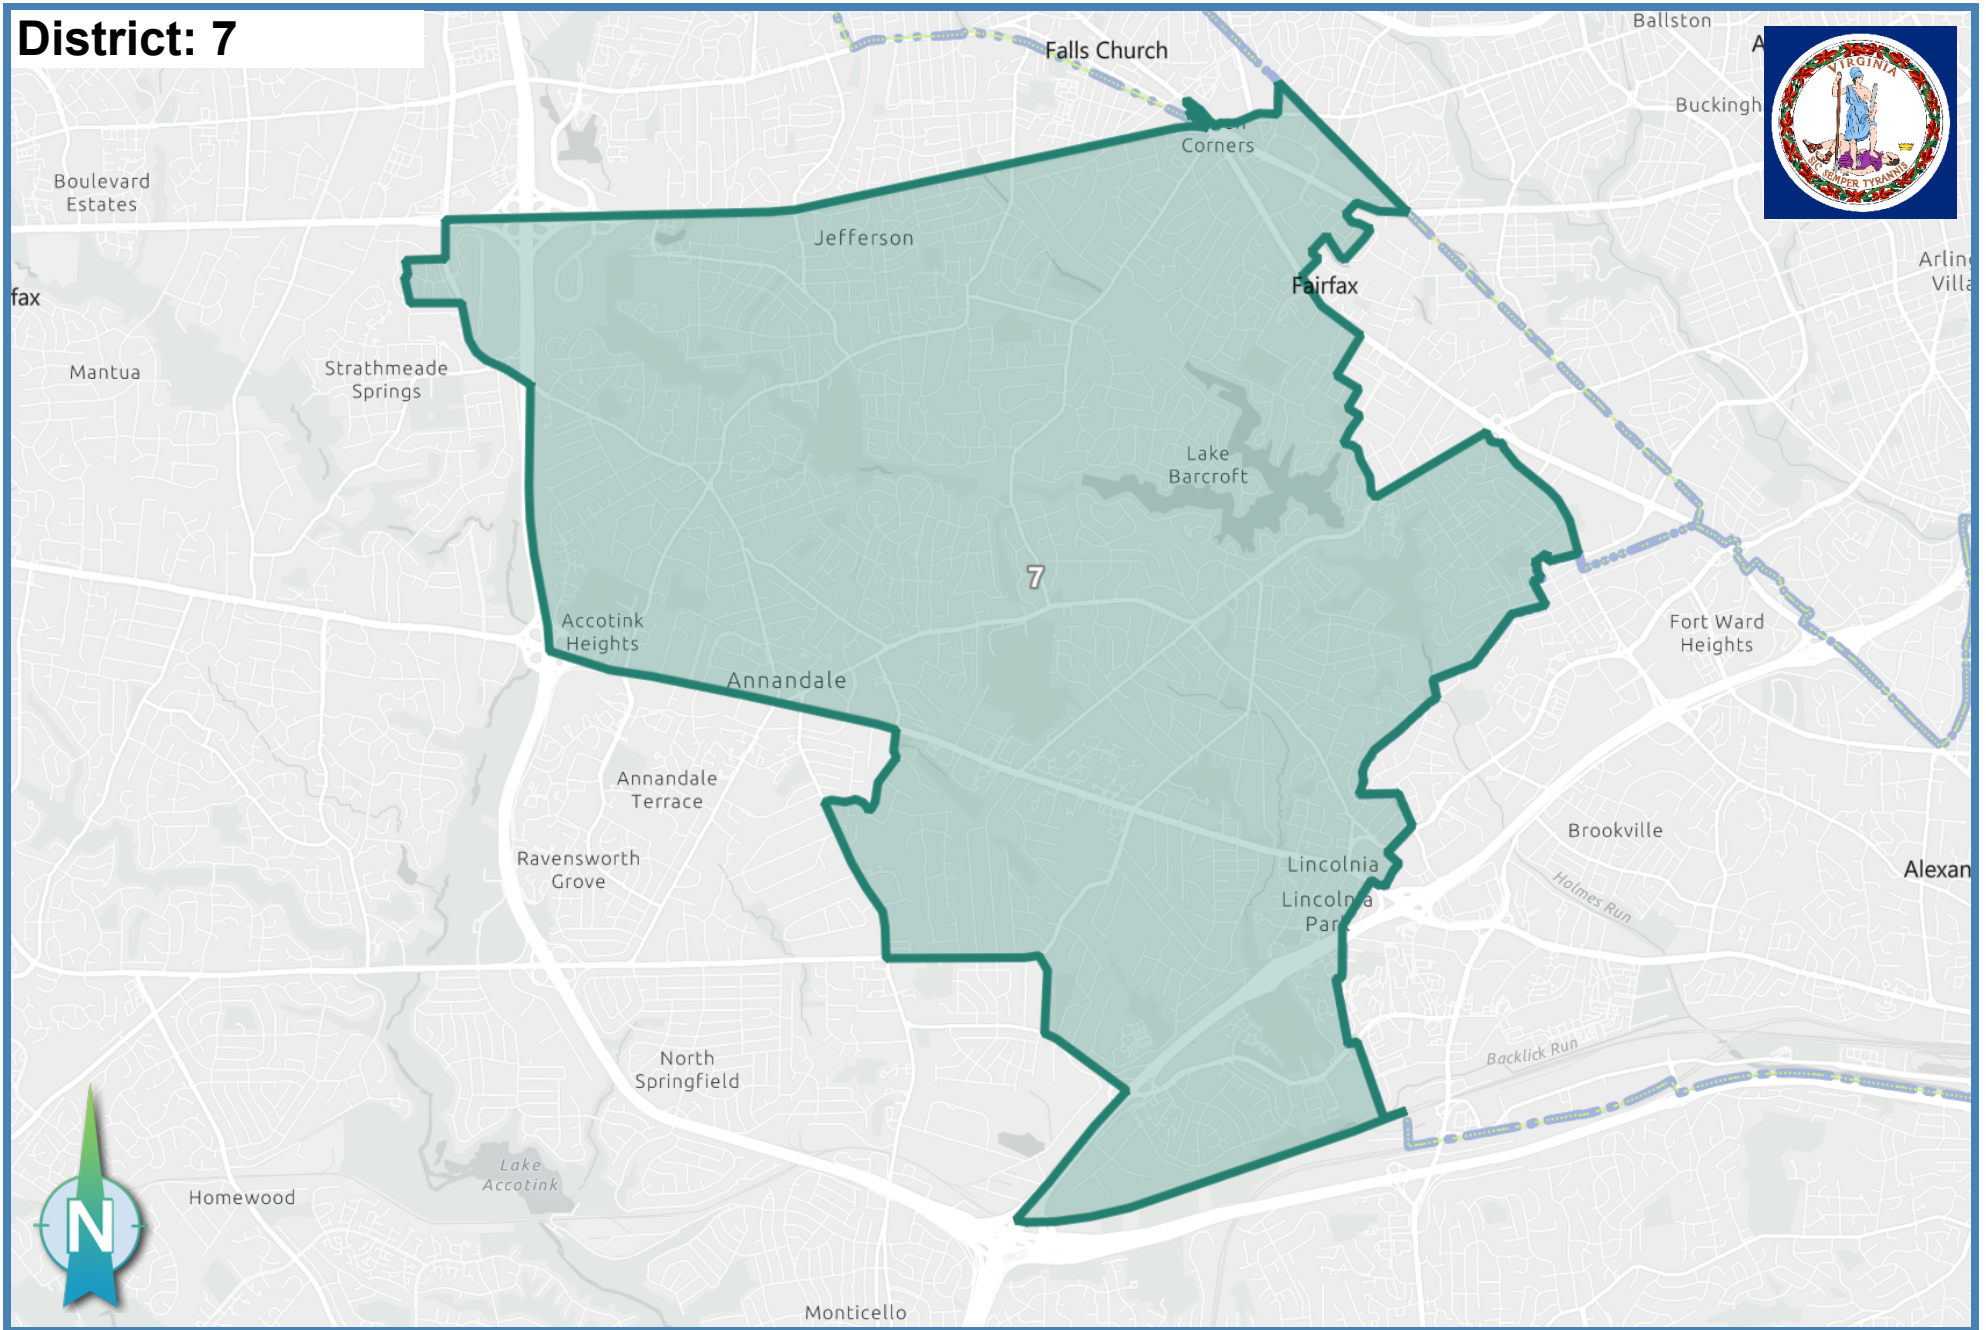 District: 7
Ballston
Falls Church
A
VIRGINIA
SIC SEMPER TYRANNIS
Buckingh
Corners
Boulevard
Estates
Jefferson
Arling
Villa
fax
Fairfax
Mantua
Strathmeade
Springs
Lake
Barcroft
7
Accotink
Heights
Fort Ward
Heights
Annandale
Annandale
Terrace
Brookville
Ravensworth
Grove
Lincolnia
Alexan
Holmes Run
Lincolnia
Park
North
Springfield
Backlick Run
Lake
Accotink
Homewood
N
Monticello